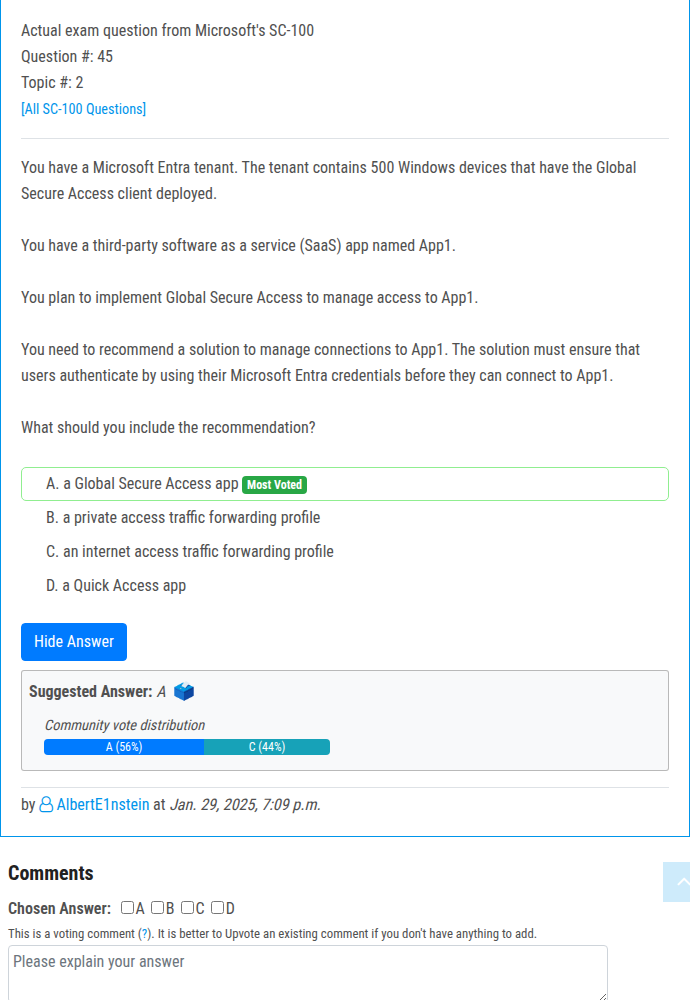 Actual exam question from Microsoft's SC-100
Question #: 45
Topic #: 2
[All SC-100 Questions]
You have a Microsoft Entra tenant. The tenant contains 500 Windows devices that have the Global
Secure Access client deployed.
You have a third-party software as a service (SaaS) app named App1.
You plan to implement Global Secure Access to manage access to App1.
You need to recommend a solution to manage connections to App1. The solution must ensure that
users authenticate by using their Microsoft Entra credentials before they can connect to App1.
What should you include the recommendation?
A. a Global Secure Access app Most Voted
B. a private access traffic forwarding profile
C. an internet access traffic forwarding profile
D. a Quick Access app
Hide Answer
Suggested Answer: A
Community vote distribution
A (56%) C (44%)
by AlbertE1nstein at Jan. 29, 2025, 7:09 p.m.
Comments
Chosen Answer: A B C D
This is a voting comment (?). It is better to Upvote an existing comment if you don't have anything to add.
Please explain your answer